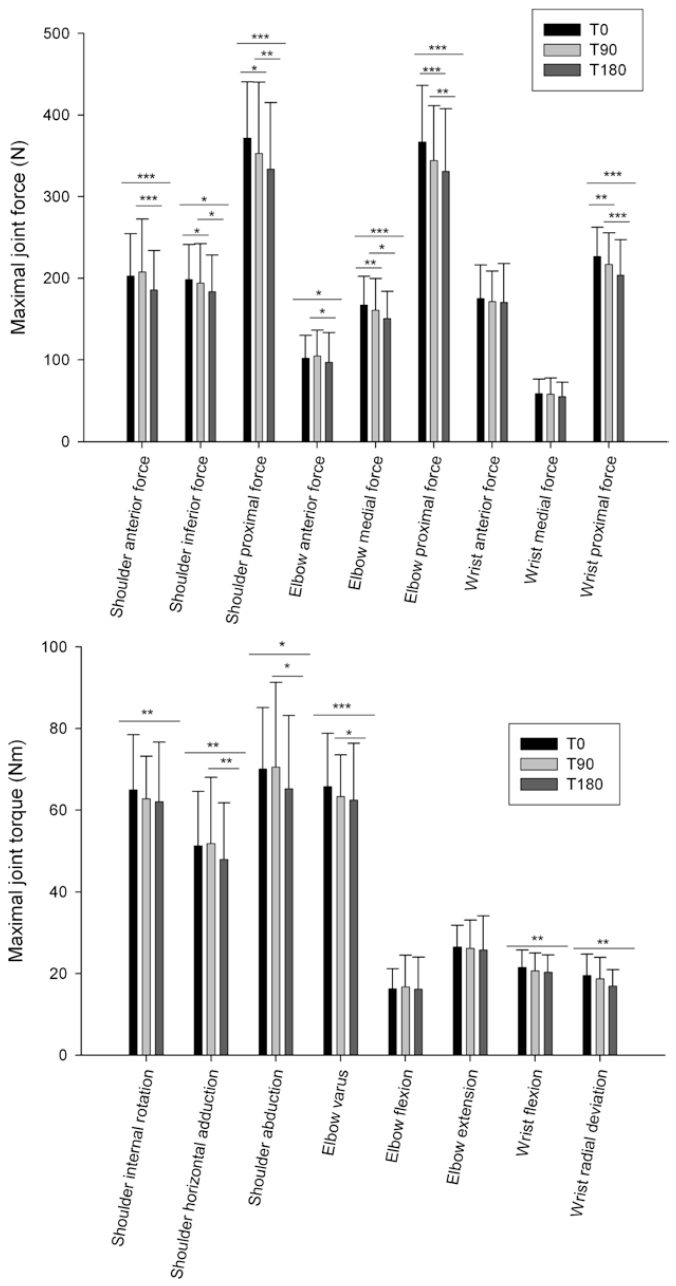 500
400
300
200
100
0
Maximal joint force (N)
T0
T90
T180
***
***
*
*
*
***
**
*
*
*
***
*
**
***
***
**
***
**
***
Shoulder anterior force
Shoulder inferior force
Shoulder proximal force
Elbow anterior force
Elbow medial force
Elbow proximal force
Wrist anterior force
Wrist medial force
Wrist proximal force
100
80
60
40
20
0
Maximal joint torque (Nm)
T0
T90
T180
**
**
**
*
*
***
*
**
**
Shoulder internal rotation
Shoulder horizontal adduction
Shoulder abduction
Elbow varus
Elbow flexion
Elbow extension
Wrist flexion
Wrist radial deviation